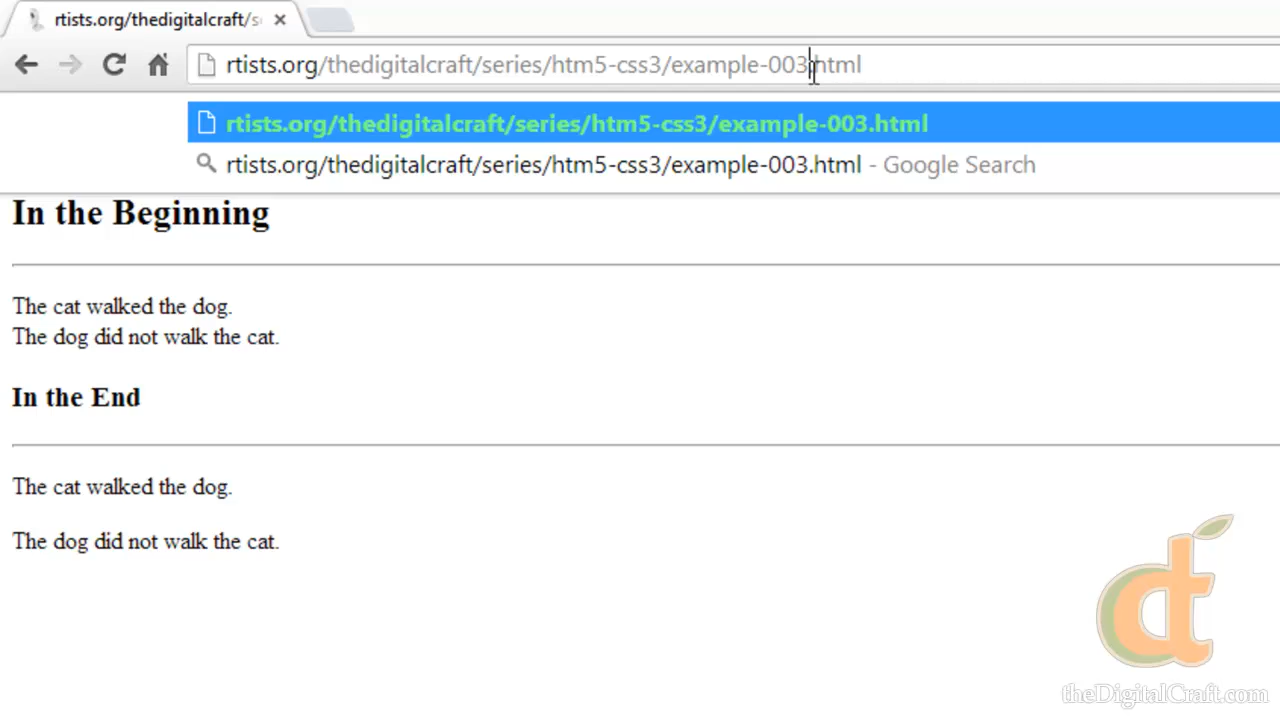 rtists.org/thedigitalcraft/s
rtists.org/thedigitalcraft/series/htm5-css3/example-003.html
rtists.org/thedigitalcraft/series/htm5-css3/example-003.html
rtists.org/thedigitalcraft/series/htm5-css3/example-003.html - Google Search
In the Beginning
The cat walked the dog.
The dog did not walk the cat.
In the End
The cat walked the dog.
The dog did not walk the cat.
dt
theDigitalCraft.com